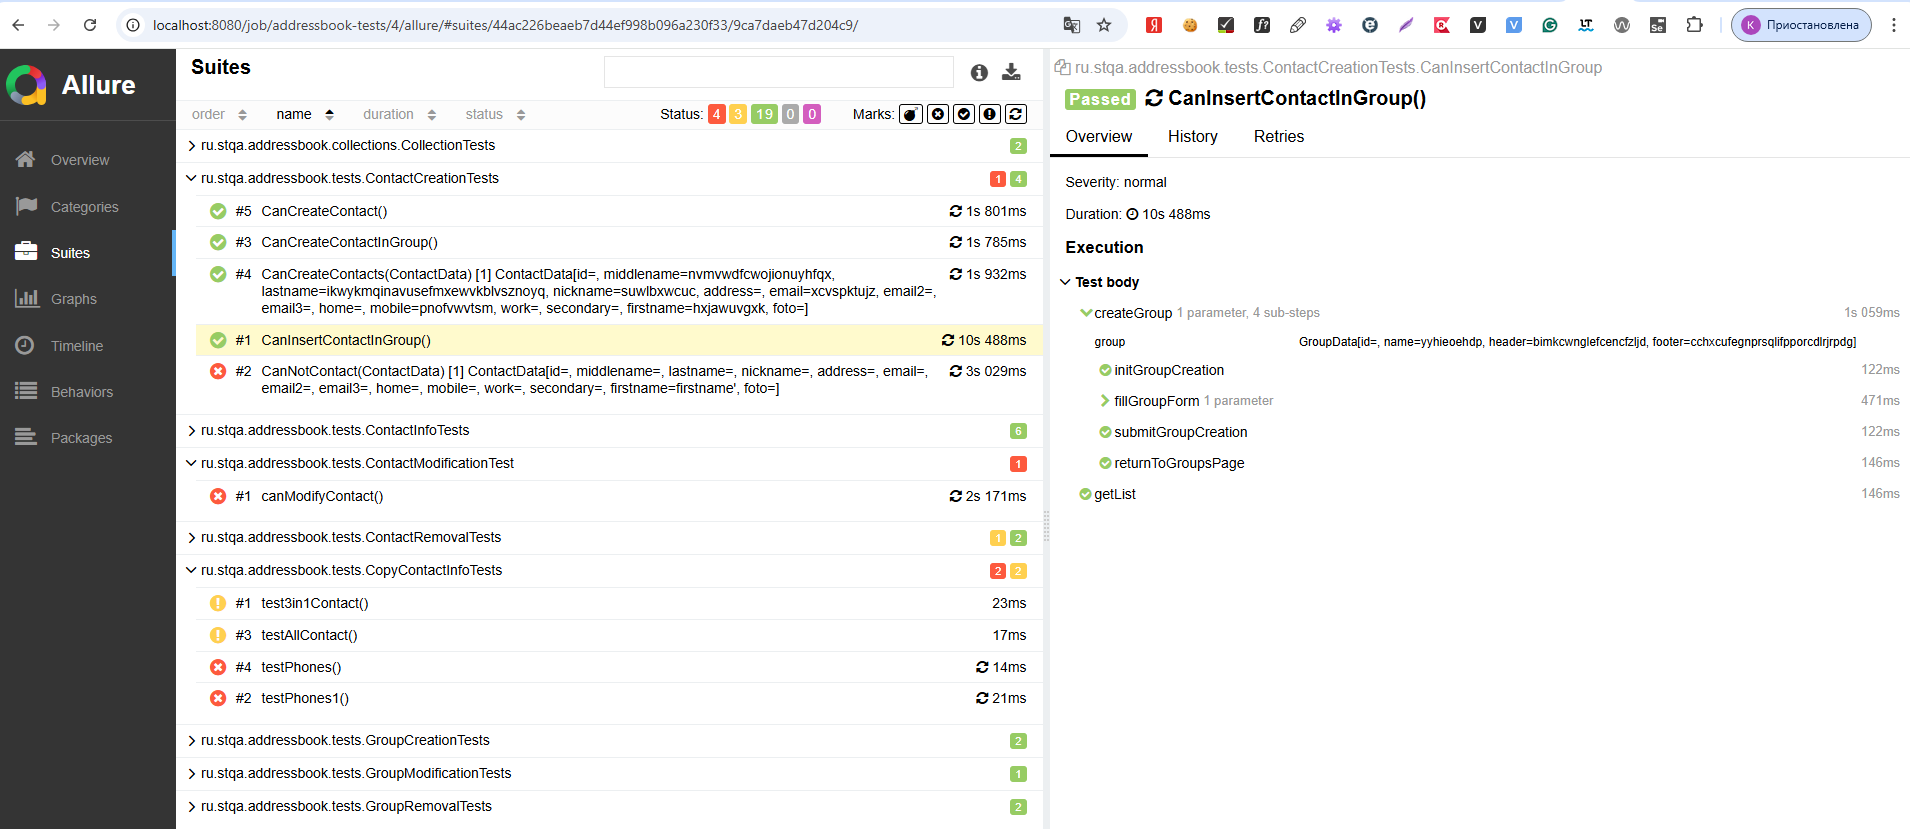 localhost:8080/job/addressbook-tests/4/allure/#suites/44ac226beaeb7d44ef998b096a230f33/9ca7daeb47d204c9/
К Приостановлена
Allure
Overview
Categories
Suites
Graphs
Timeline
Behaviors
Packages
Suites
order name duration status Status: 4 3 19 0 0 Marks:
ru.stqa.addressbook.collections.CollectionTests 2
ru.stqa.addressbook.tests.ContactCreationTests 1 4
#5 CanCreateContact() 1s 801ms
#3 CanCreateContactInGroup() 1s 785ms
#4 CanCreateContacts(ContactData) [1] ContactData[id=, middlename=nvmvwdfcwojionuyhfqx, 1s 932ms
lastname=ikwykmqinavusefmxewvkblvsznoyq, nickname=suwlbxwcuc, address=, email=xcvspktujz, email2=,
email3=, home=, mobile=pnofvwvtsm, work=, secondary=, firstname=hxjawuvgxk, foto=]
#1 CanInsertContactInGroup() 10s 488ms
#2 CanNotContact(ContactData) [1] ContactData[id=, middlename=, lastname=, nickname=, address=, email=, 3s 029ms
email2=, email3=, home=, mobile=, work=, secondary=, firstname=firstname', foto=]
ru.stqa.addressbook.tests.ContactInfoTests 6
ru.stqa.addressbook.tests.ContactModificationTest 1
#1 canModifyContact() 2s 171ms
ru.stqa.addressbook.tests.ContactRemovalTests 1 2
ru.stqa.addressbook.tests.CopyContactInfoTests 2 2
#1 test3in1Contact() 23ms
#3 testAllContact() 17ms
#4 testPhones() 14ms
#2 testPhones1() 21ms
ru.stqa.addressbook.tests.GroupCreationTests 2
ru.stqa.addressbook.tests.GroupModificationTests 1
ru.stqa.addressbook.tests.GroupRemovalTests 2
ru.stqa.addressbook.tests.ContactCreationTests.CanInsertContactInGroup
Passed CanInsertContactInGroup()
Overview History Retries
Severity: normal
Duration: 10s 488ms
Execution
Test body
createGroup 1 parameter, 4 sub-steps 1s 059ms
group GroupData[id=, name=yyhieoehdp, header=bimkcwnglefcencfzljd, footer=cchxcufegnprsqlifpporcdlrjrpdg]
initGroupCreation 122ms
fillGroupForm 1 parameter 471ms
submitGroupCreation 122ms
returnToGroupsPage 146ms
getList 146ms